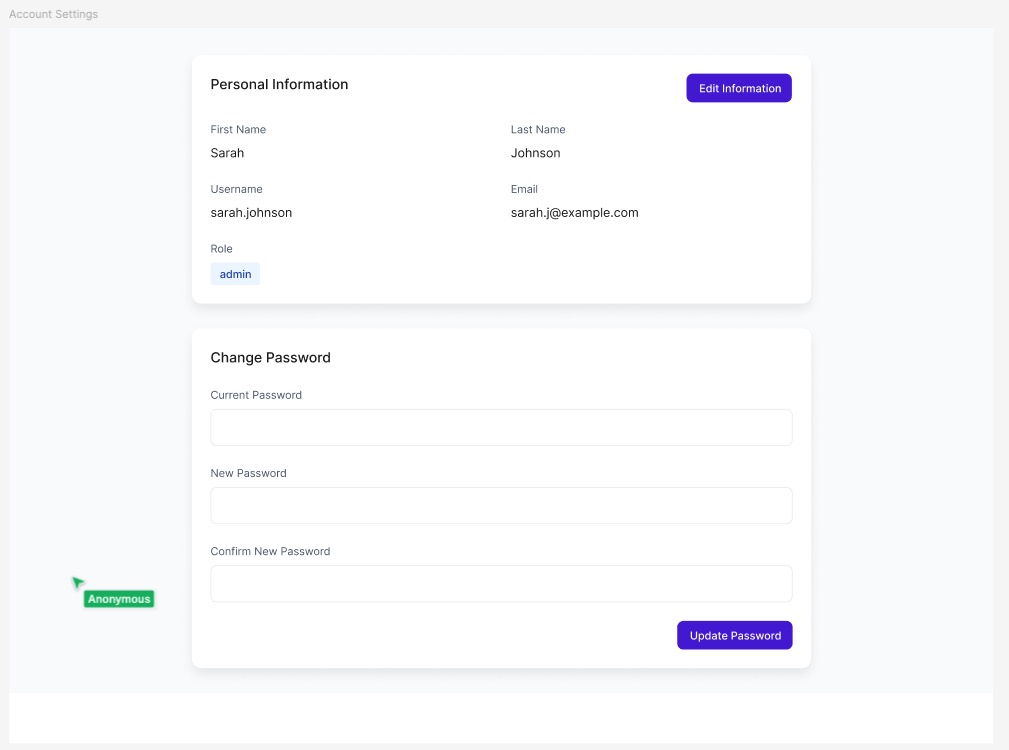 Account Settings
Personal Information
Edit Information
First Name
Last Name
Sarah
Johnson
Username
Email
sarah.johnson
sarah.j@example.com
Role
admin
Change Password
Current Password
New Password
Confirm New Password
Anonymous
Update Password